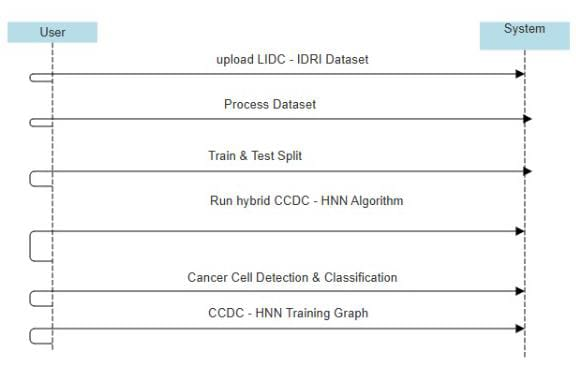 User
System
upload LIDC - IDRI Dataset
Process Dataset
Train & Test Split
Run hybrid CCDC - HNN Algorithm
Cancer Cell Detection & Classification
CCDC - HNN Training Graph